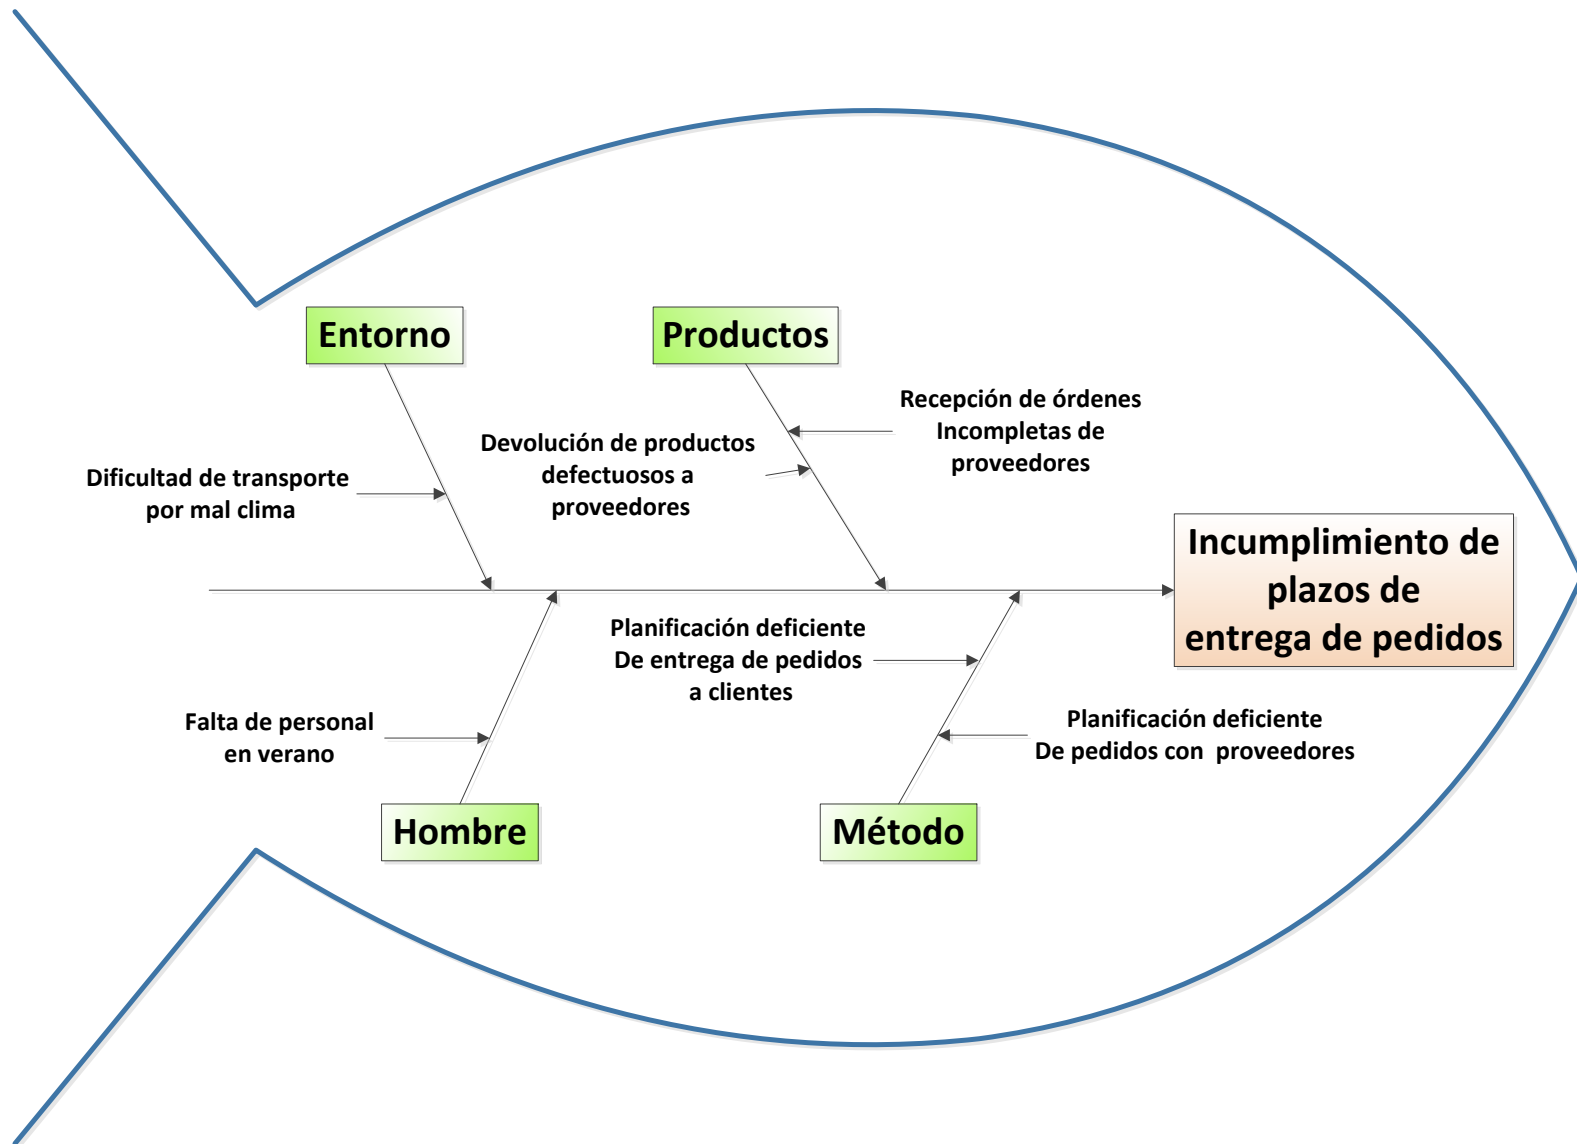 Entorno
Productos
Dificultad de transporte
por mal clima
Devolución de productos
defectuosos a
proveedores
Recepción de órdenes
Incompletas de
proveedores
Incumplimiento de
plazos de
entrega de pedidos
Falta de personal
en verano
Planificación deficiente
De entrega de pedidos
a clientes
Planificación deficiente
De pedidos con  proveedores
Hombre
Método